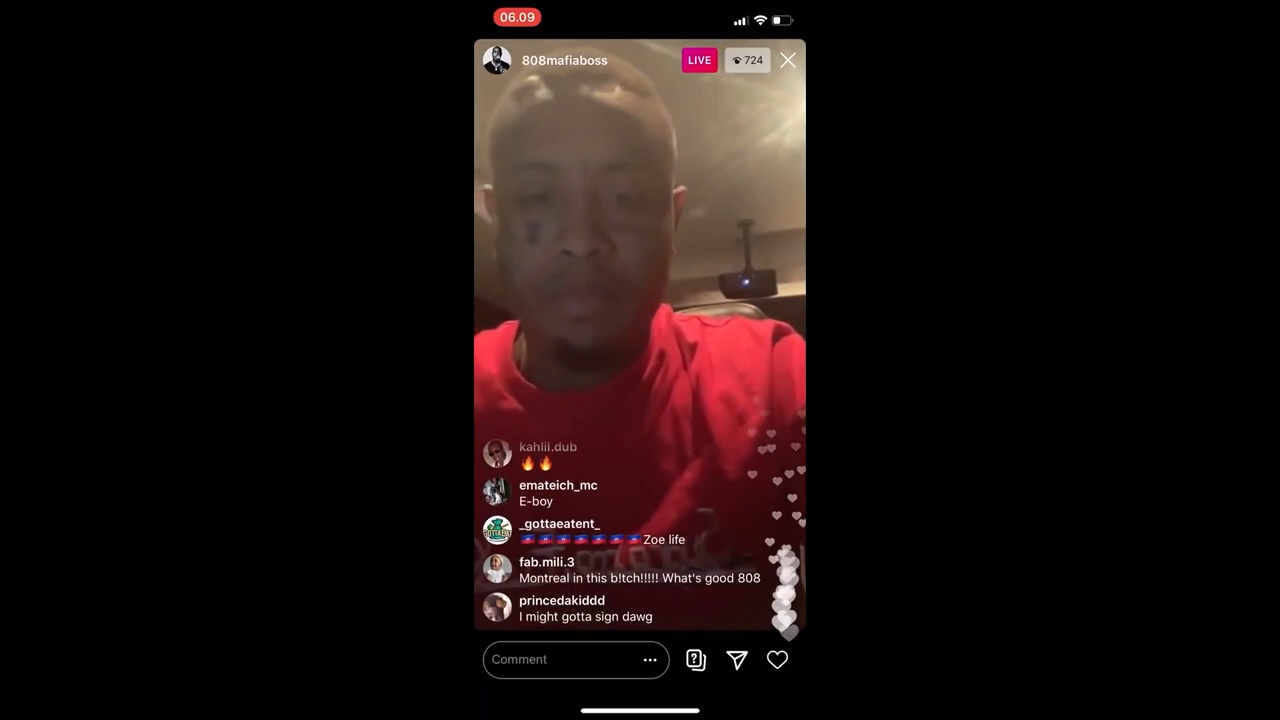 06.09
808mafiaboss
LIVE
724
kahlil.dub
🔥🔥
emateich_mc
E-boy
_gottaeatent_
🇭🇹🇭🇹🇭🇹🇭🇹🇭🇹🇭🇹🇭🇹Zoe life
fab.mili.3
Montreal in this b!tch!!!!! What's good 808
princedakiddd
I might gotta sign dawg
Comment